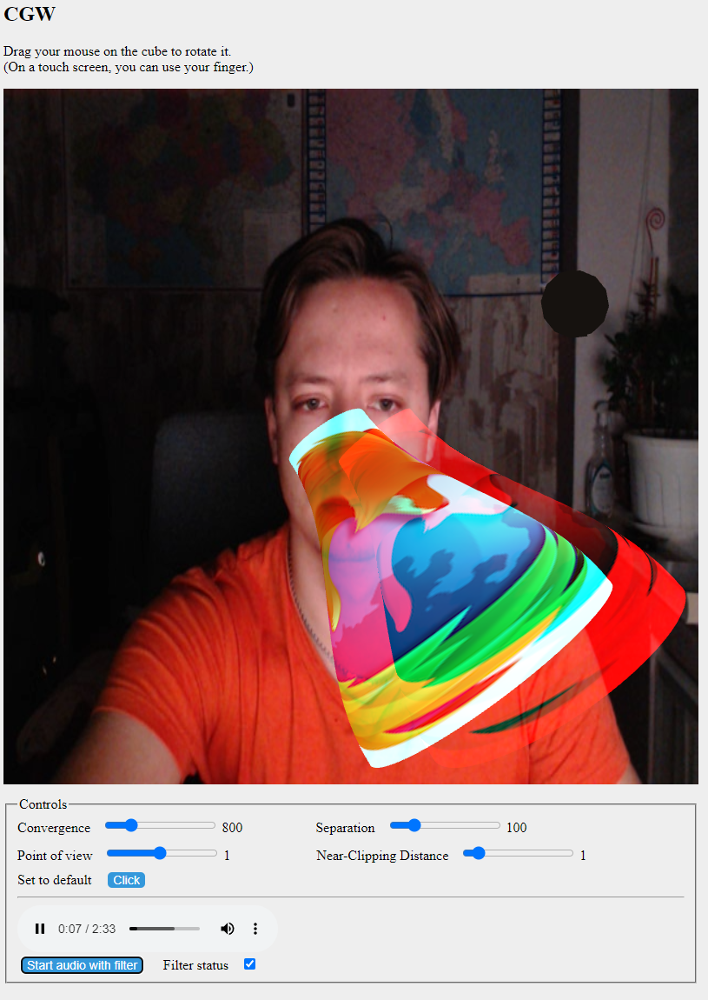 CGW
Drag your mouse on the cube to rotate it.
(On a touch screen, you can use your finger.)
Controls
Convergence 800 Separation 100
Point of view 1 Near-Clipping Distance 1
Set to default Click
0:07 / 2:33
Start audio with filter Filter status